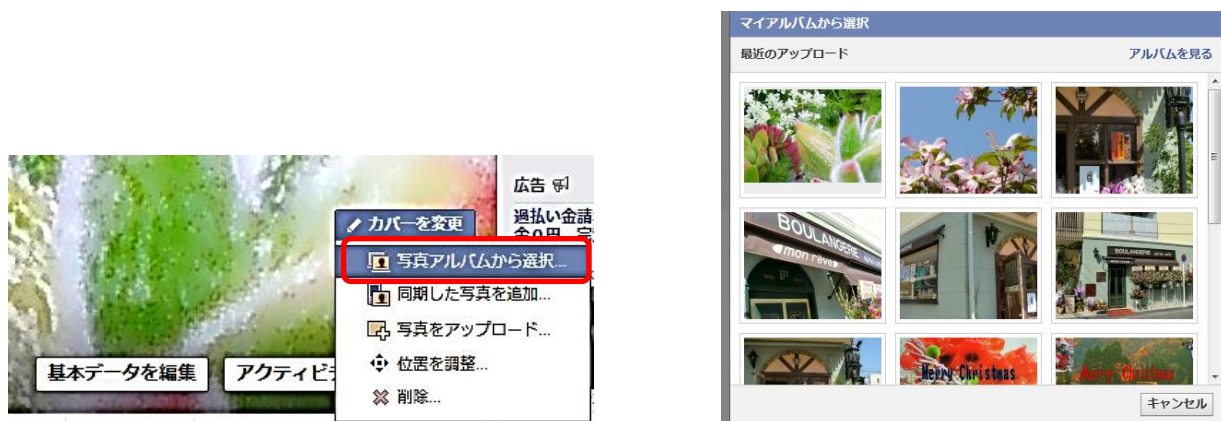 広告
過払い金請
カバーを変更
写真アルバムから選択...
同期した写真を追加...
写真をアップロード...
位置を調整...
削除...
基本データを編集
アクティビ
マイアルバムから選択
最近のアップロード
アルバムを見る
BOULANGERIE
mon rêve
BOULANGERIE
Merry Christmas
Merry Christmas
キャンセル